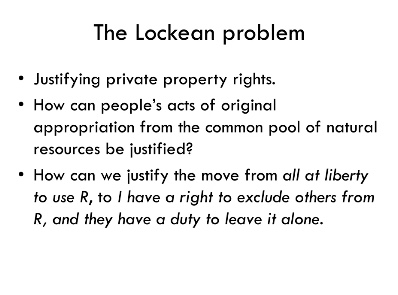 The Lockean problem
• Justifying private property rights.
• How can people's acts of original
appropriation from the common pool of natural
resources be justified?
• How can we justify the move from all at liberty
to use R, to I have a right to exclude others from
R, and they have a duty to leave it alone.